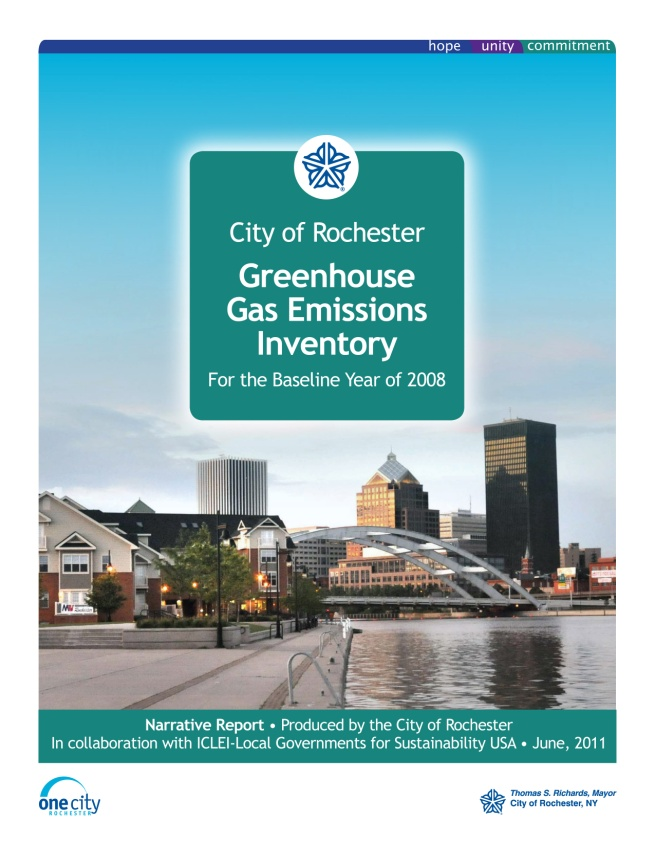 hope unity commitment
City of Rochester
Greenhouse
Gas Emissions
Inventory
For the Baseline Year of 2008
Narrative Report • Produced by the City of Rochester
In collaboration with ICLEI-Local Governments for Sustainability USA • June, 2011
one city
ROCHESTER
Thomas S. Richards, Mayor
City of Rochester, NY